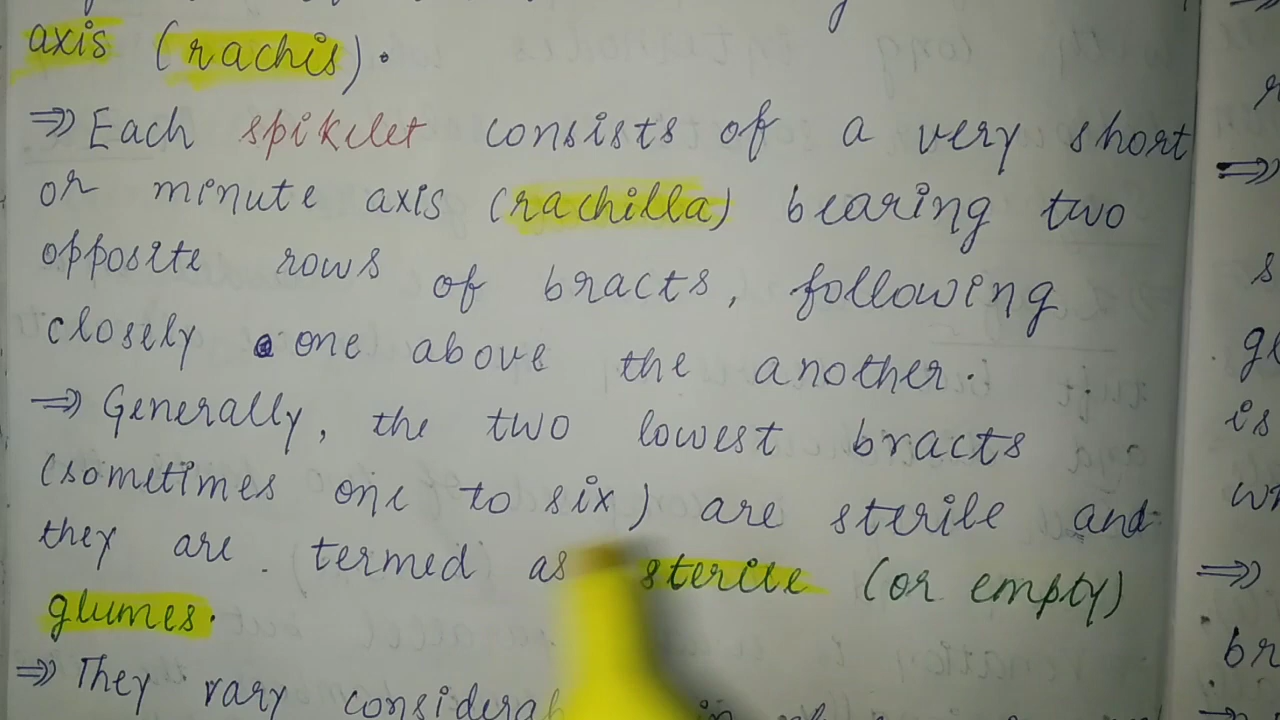 axis (rachis).
⇒ Each spikelet consists of a very short
or minute axis (rachilla) bearing two
opposite rows of bracts, following
closely one above the another.
⇒ Generally, the two lowest bracts
(sometimes one to six) are sterile and
they are termed as sterile (or empty)
glumes.
⇒ They vary
is
br